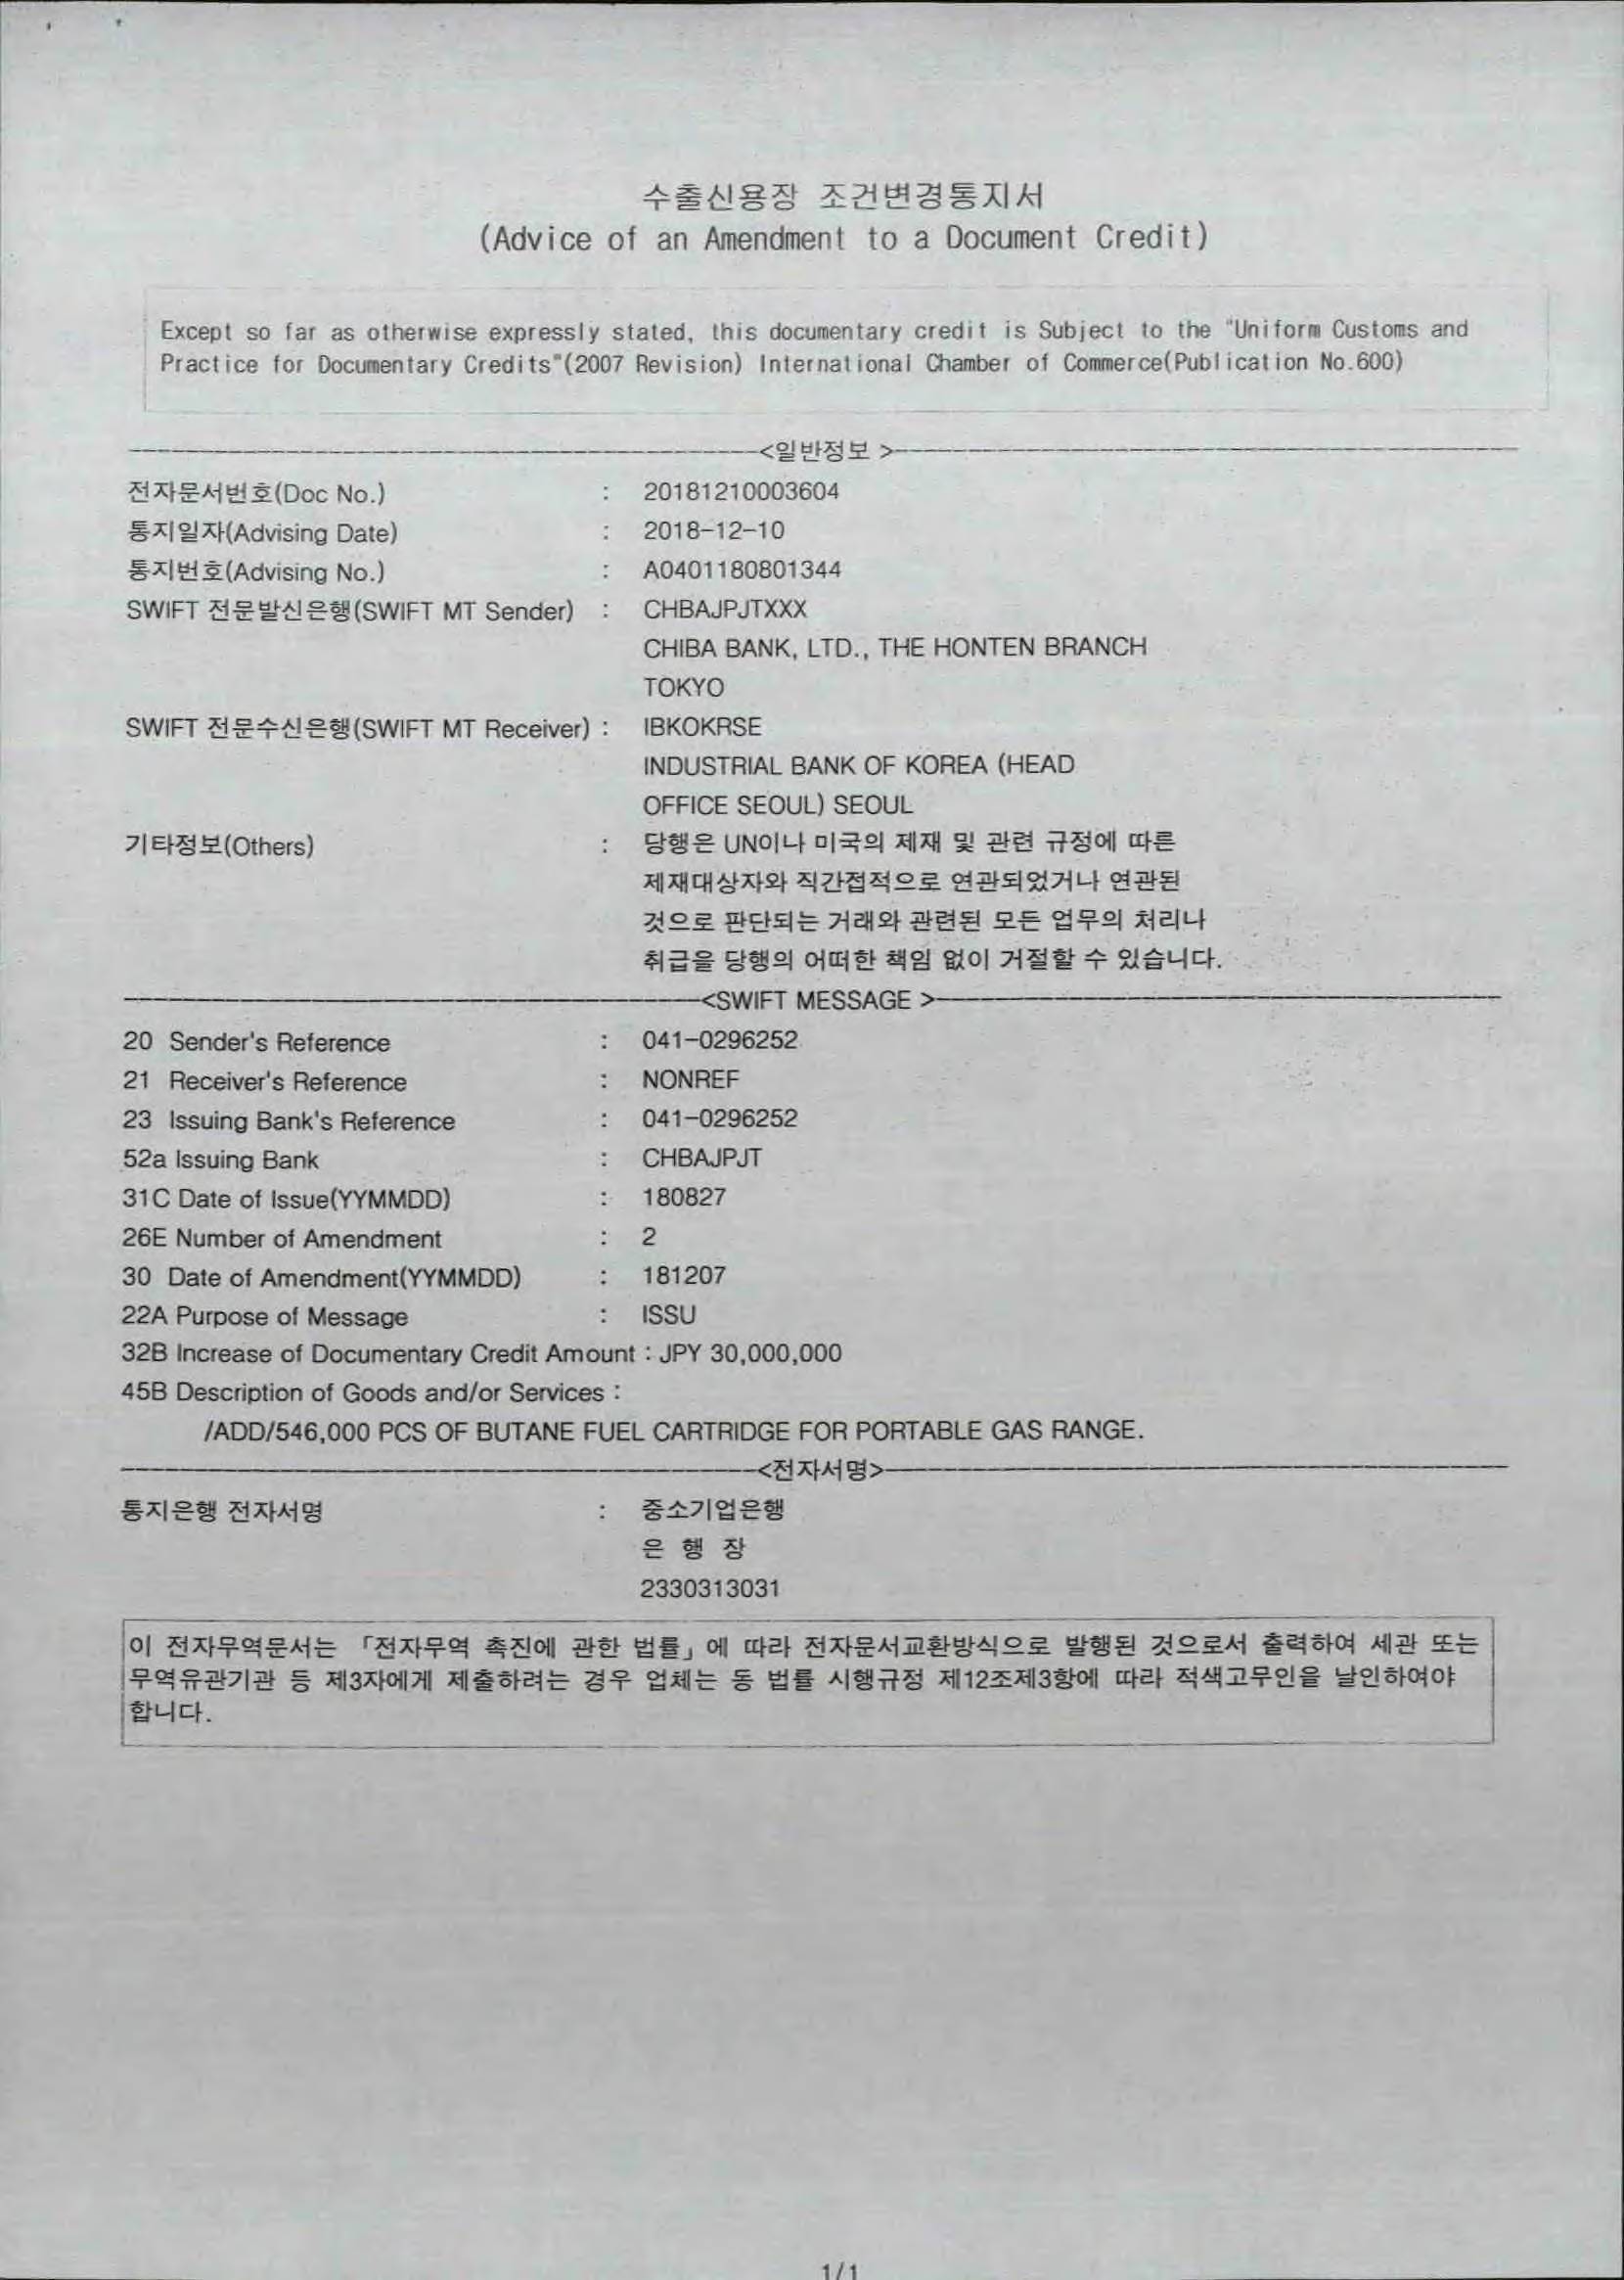 수출신용장 조건변경통지서
(Advice of an Amendment to a Document Credit)
Except so far as otherwise expressly stated, this documentary credit is Subject to the "Uniform Customs and
Practice for Documentary Credits"(2007 Revision) International Chamber of Commerce(Publication No.600)
<일반정보 >
전자문서번호(Doc No.) : 20181210003604
통지일자(Advising Date) : 2018-12-10
통지번호(Advising No.) : A0401180801344
SWIFT 전문발신은행(SWIFT MT Sender) : CHBAJPJTXXX
CHIBA BANK, LTD., THE HONTEN BRANCH
TOKYO
SWIFT 전문수신은행(SWIFT MT Receiver) : IBKOKRSE
INDUSTRIAL BANK OF KOREA (HEAD
OFFICE SEOUL) SEOUL
기타정보(Others) : 당행은 UN이나 미국의 제재 및 관련 규정에 따른
제재대상자와 직간접적으로 연관되었거나 연관된
것으로 판단되는 거래와 관련된 모든 업무의 처리나
취급을 당행의 어떠한 책임 없이 거절할 수 있습니다.
<SWIFT MESSAGE >
20 Sender's Reference : 041-0296252
21 Receiver's Reference : NONREF
23 Issuing Bank's Reference : 041-0296252
52a Issuing Bank : CHBAJPJT
31C Date of Issue(YYMMDD) : 180827
26E Number of Amendment : 2
30 Date of Amendment(YYMMDD) : 181207
22A Purpose of Message : ISSU
32B Increase of Documentary Credit Amount : JPY 30,000,000
45B Description of Goods and/or Services :
/ADD/546,000 PCS OF BUTANE FUEL CARTRIDGE FOR PORTABLE GAS RANGE.
<전자서명>
통지은행 전자서명 : 중소기업은행
은 행 장
2330313031
이 전자무역문서는 「전자무역 촉진에 관한 법률」에 따라 전자문서교환방식으로 발행된 것으로서 출력하여 세관 또는
무역유관기관 등 제3자에게 제출하려는 경우 업체는 동 법률 시행규정 제12조제3항에 따라 적색고무인을 날인하여야
합니다.
1/1